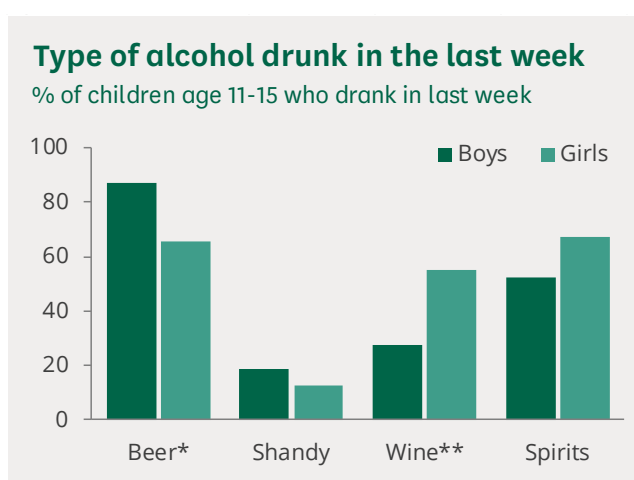 Type of alcohol drunk in the last week
% of children age 11-15 who drank in last week
100
Boys Girls
80
60
40
20
0
Beer* Shandy Wine** Spirits